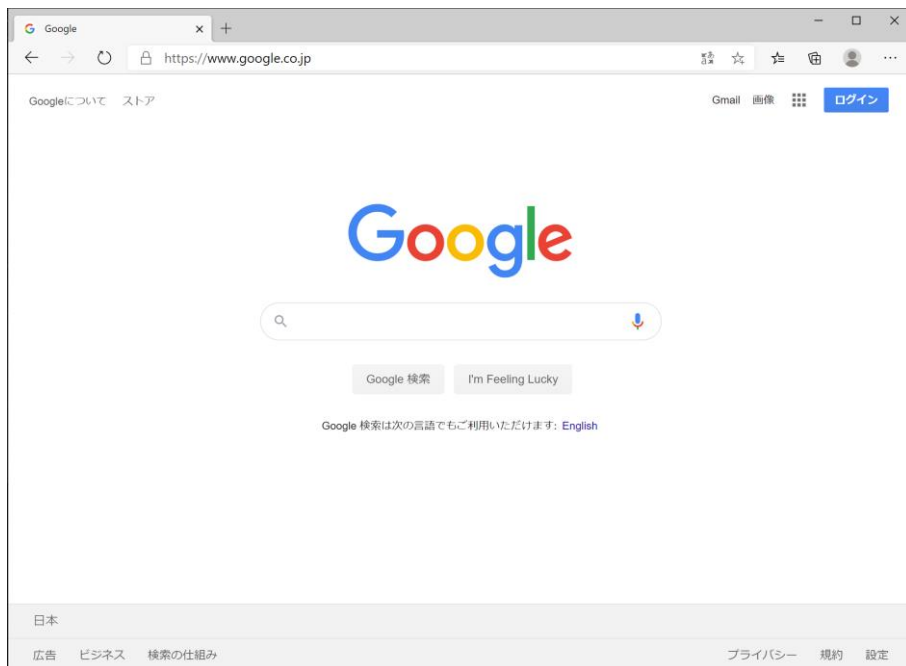 Google
https://www.google.co.jp
Googleについて ストア Gmail 画像 ログイン
Google
Google 検索 I'm Feeling Lucky
Google 検索は次の言語でもご利用いただけます: English
日本
広告 ビジネス 検索の仕組み プライバシー 規約 設定